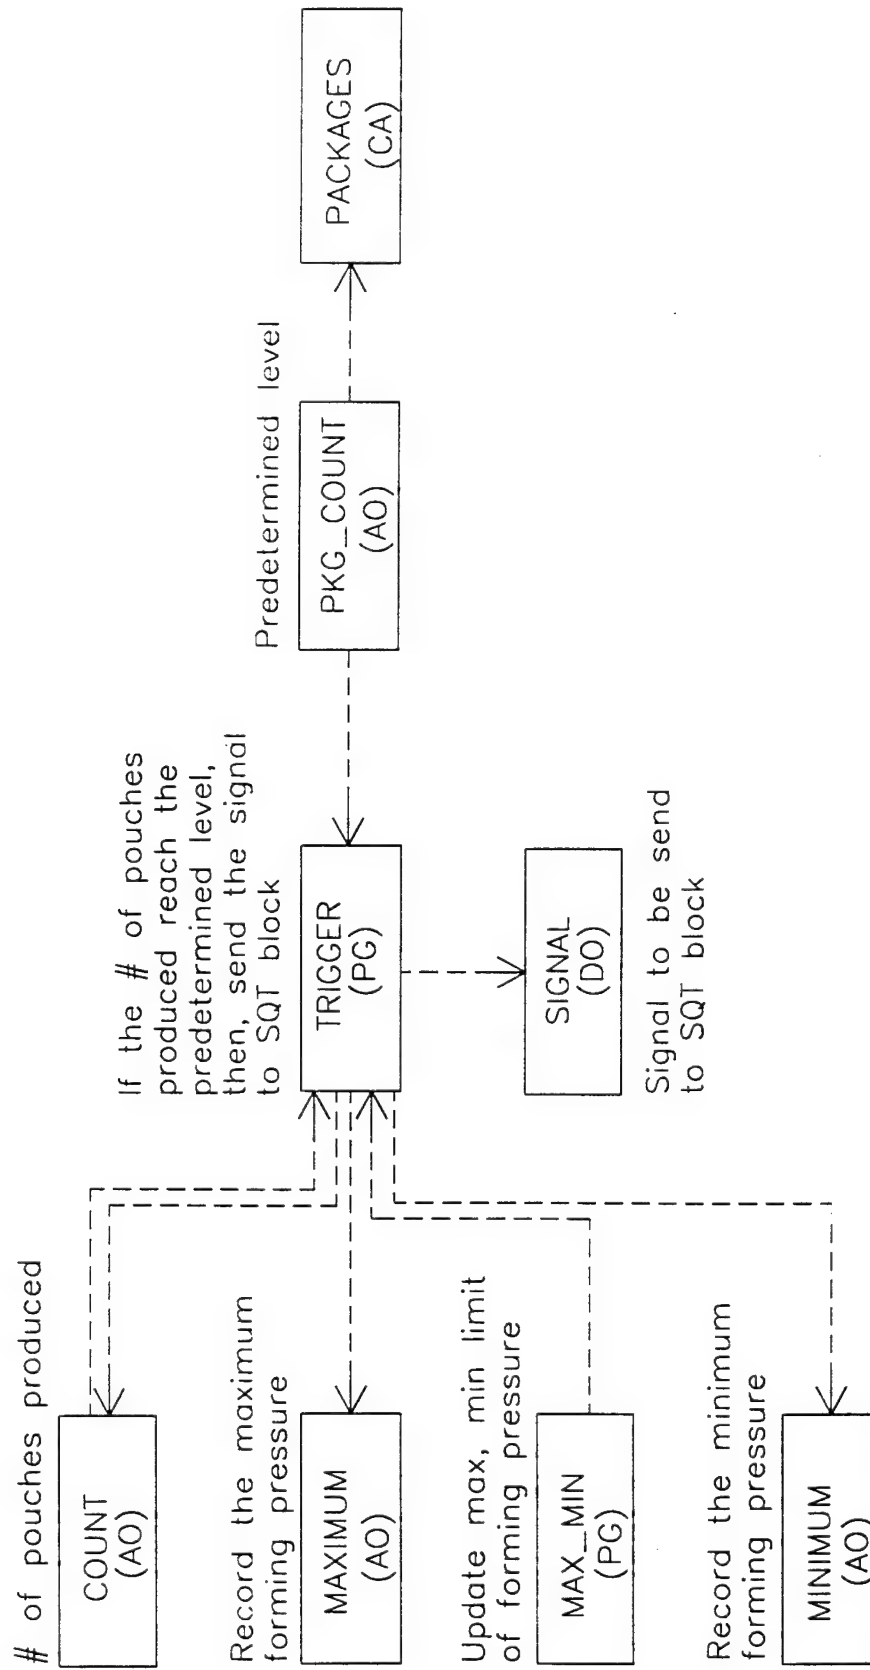 # of pouches produced
COUNT
(AO)
Record the maximum
forming pressure
MAXIMUM
(AO)
Update max, min limit
of forming pressure
MAX_MIN
(PG)
Record the minimum
forming pressure
MINIMUM
(AO)
If the # of pouches
produced reach the
predetermined level,
then, send the signal
to SQT block
TRIGGER
(PG)
SIGNAL
(DO)
Signal to be send
to SQT block
Predetermined level
PKG_COUNT
(AO)
PACKAGES
(CA)